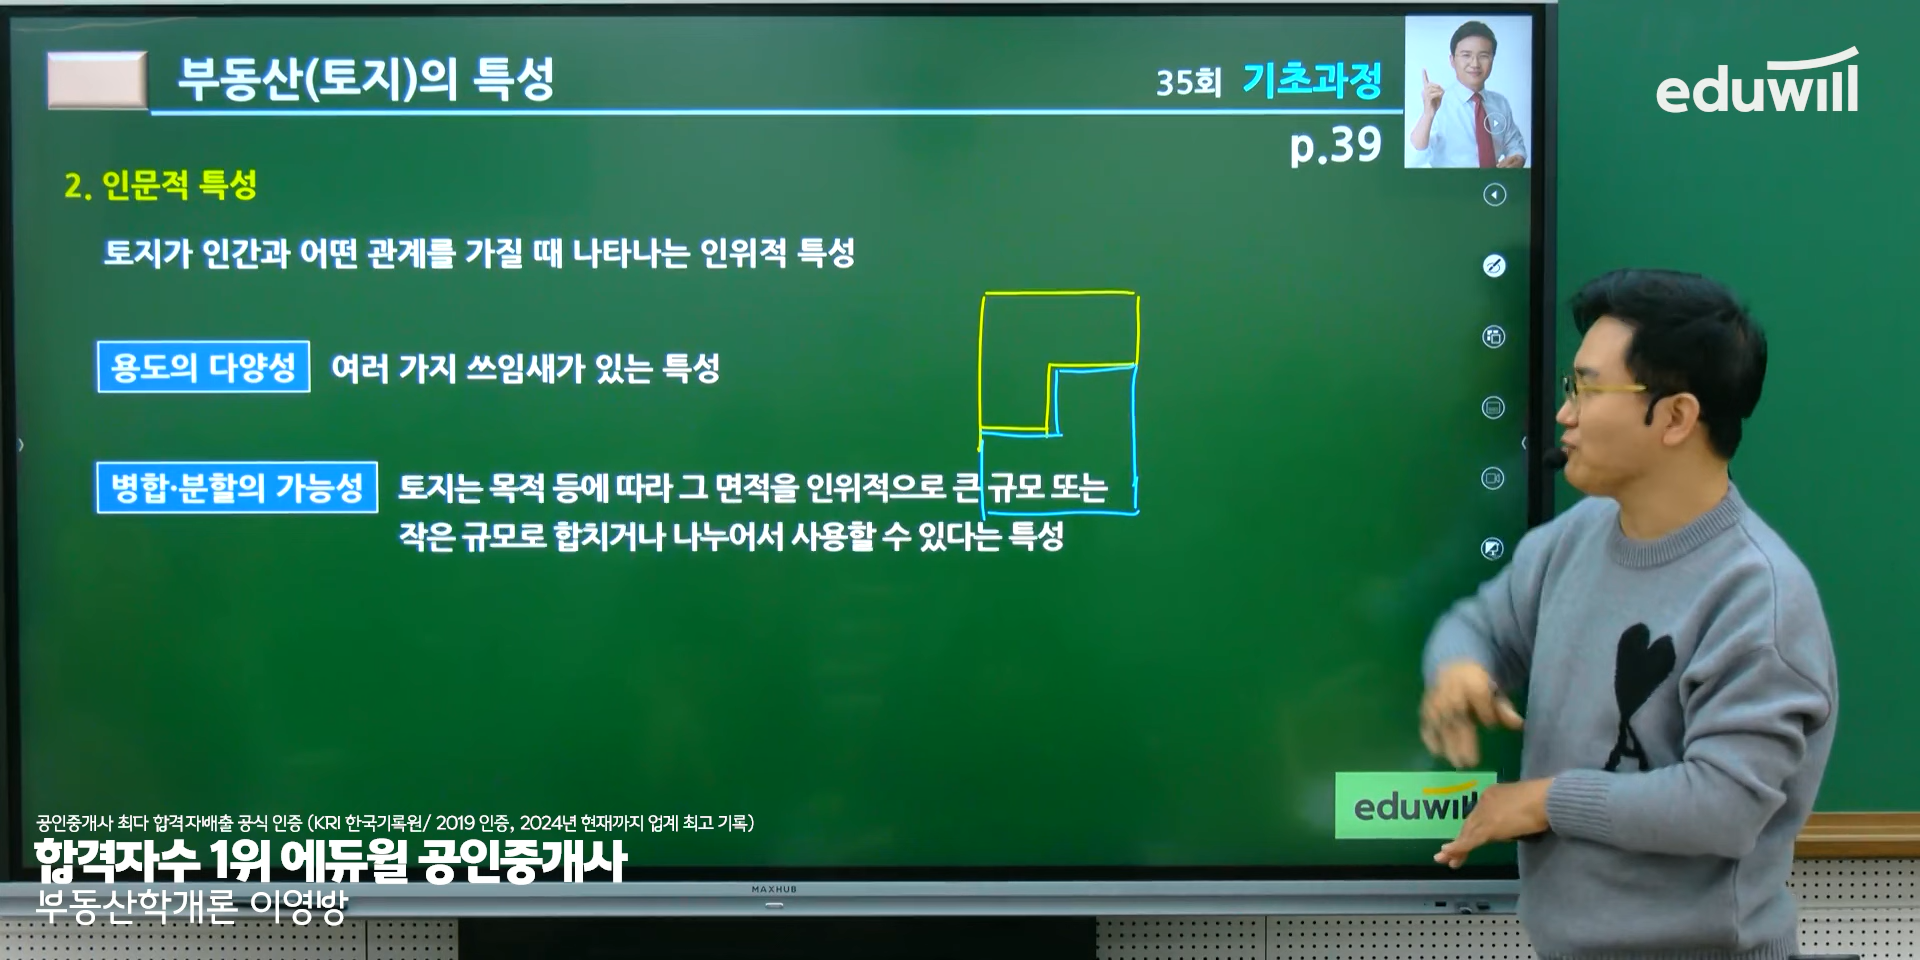 부동산(토지)의 특성
35회 기초과정
eduwill
p.39
2. 인문적 특성
토지가 인간과 어떤 관계를 가질 때 나타나는 인위적 특성
용도의 다양성 여러 가지 쓰임새가 있는 특성
병합·분할의 가능성 토지는 목적 등에 따라 그 면적을 인위적으로 큰 규모 또는
작은 규모로 합치거나 나누어서 사용할 수 있다는 특성
A
eduwill
공인중개사 최다 합격자배출 공식 인증 (KRI 한국기록원/ 2019 인증, 2024년 현재까지 업계 최고 기록)
합격자수 1위 에듀윌 공인중개사
부동산학개론 이영방
MAXHUB